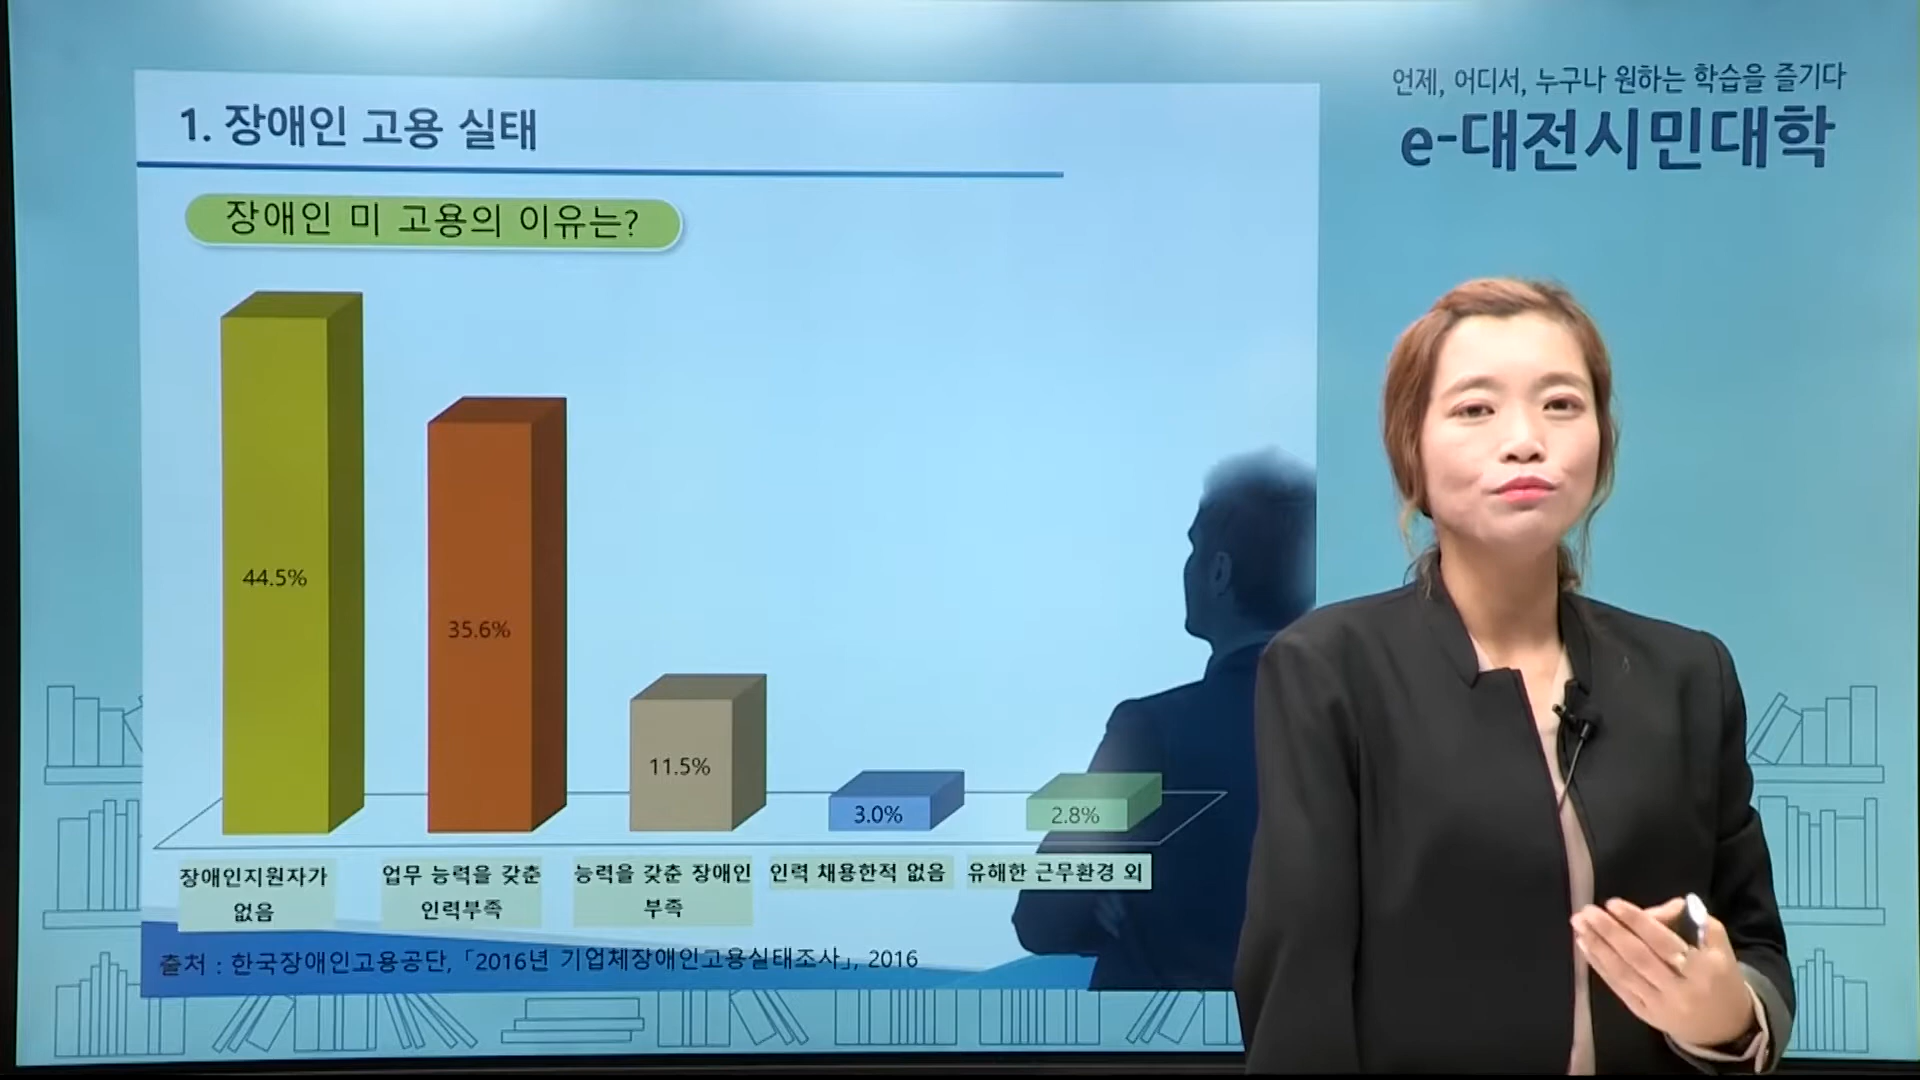 언제, 어디서, 누구나 원하는 학습을 즐기다
e-대전시민대학
1. 장애인 고용 실태
장애인 미 고용의 이유는?
44.5%
35.6%
11.5%
3.0%
2.8%
장애인지원자가
없음
업무 능력을 갖춘
인력부족
능력을 갖춘 장애인
부족
인력 채용한적 없음
유해한 근무환경 외
출처 : 한국장애인고용공단, 「2016년 기업체장애인고용실태조사」, 2016